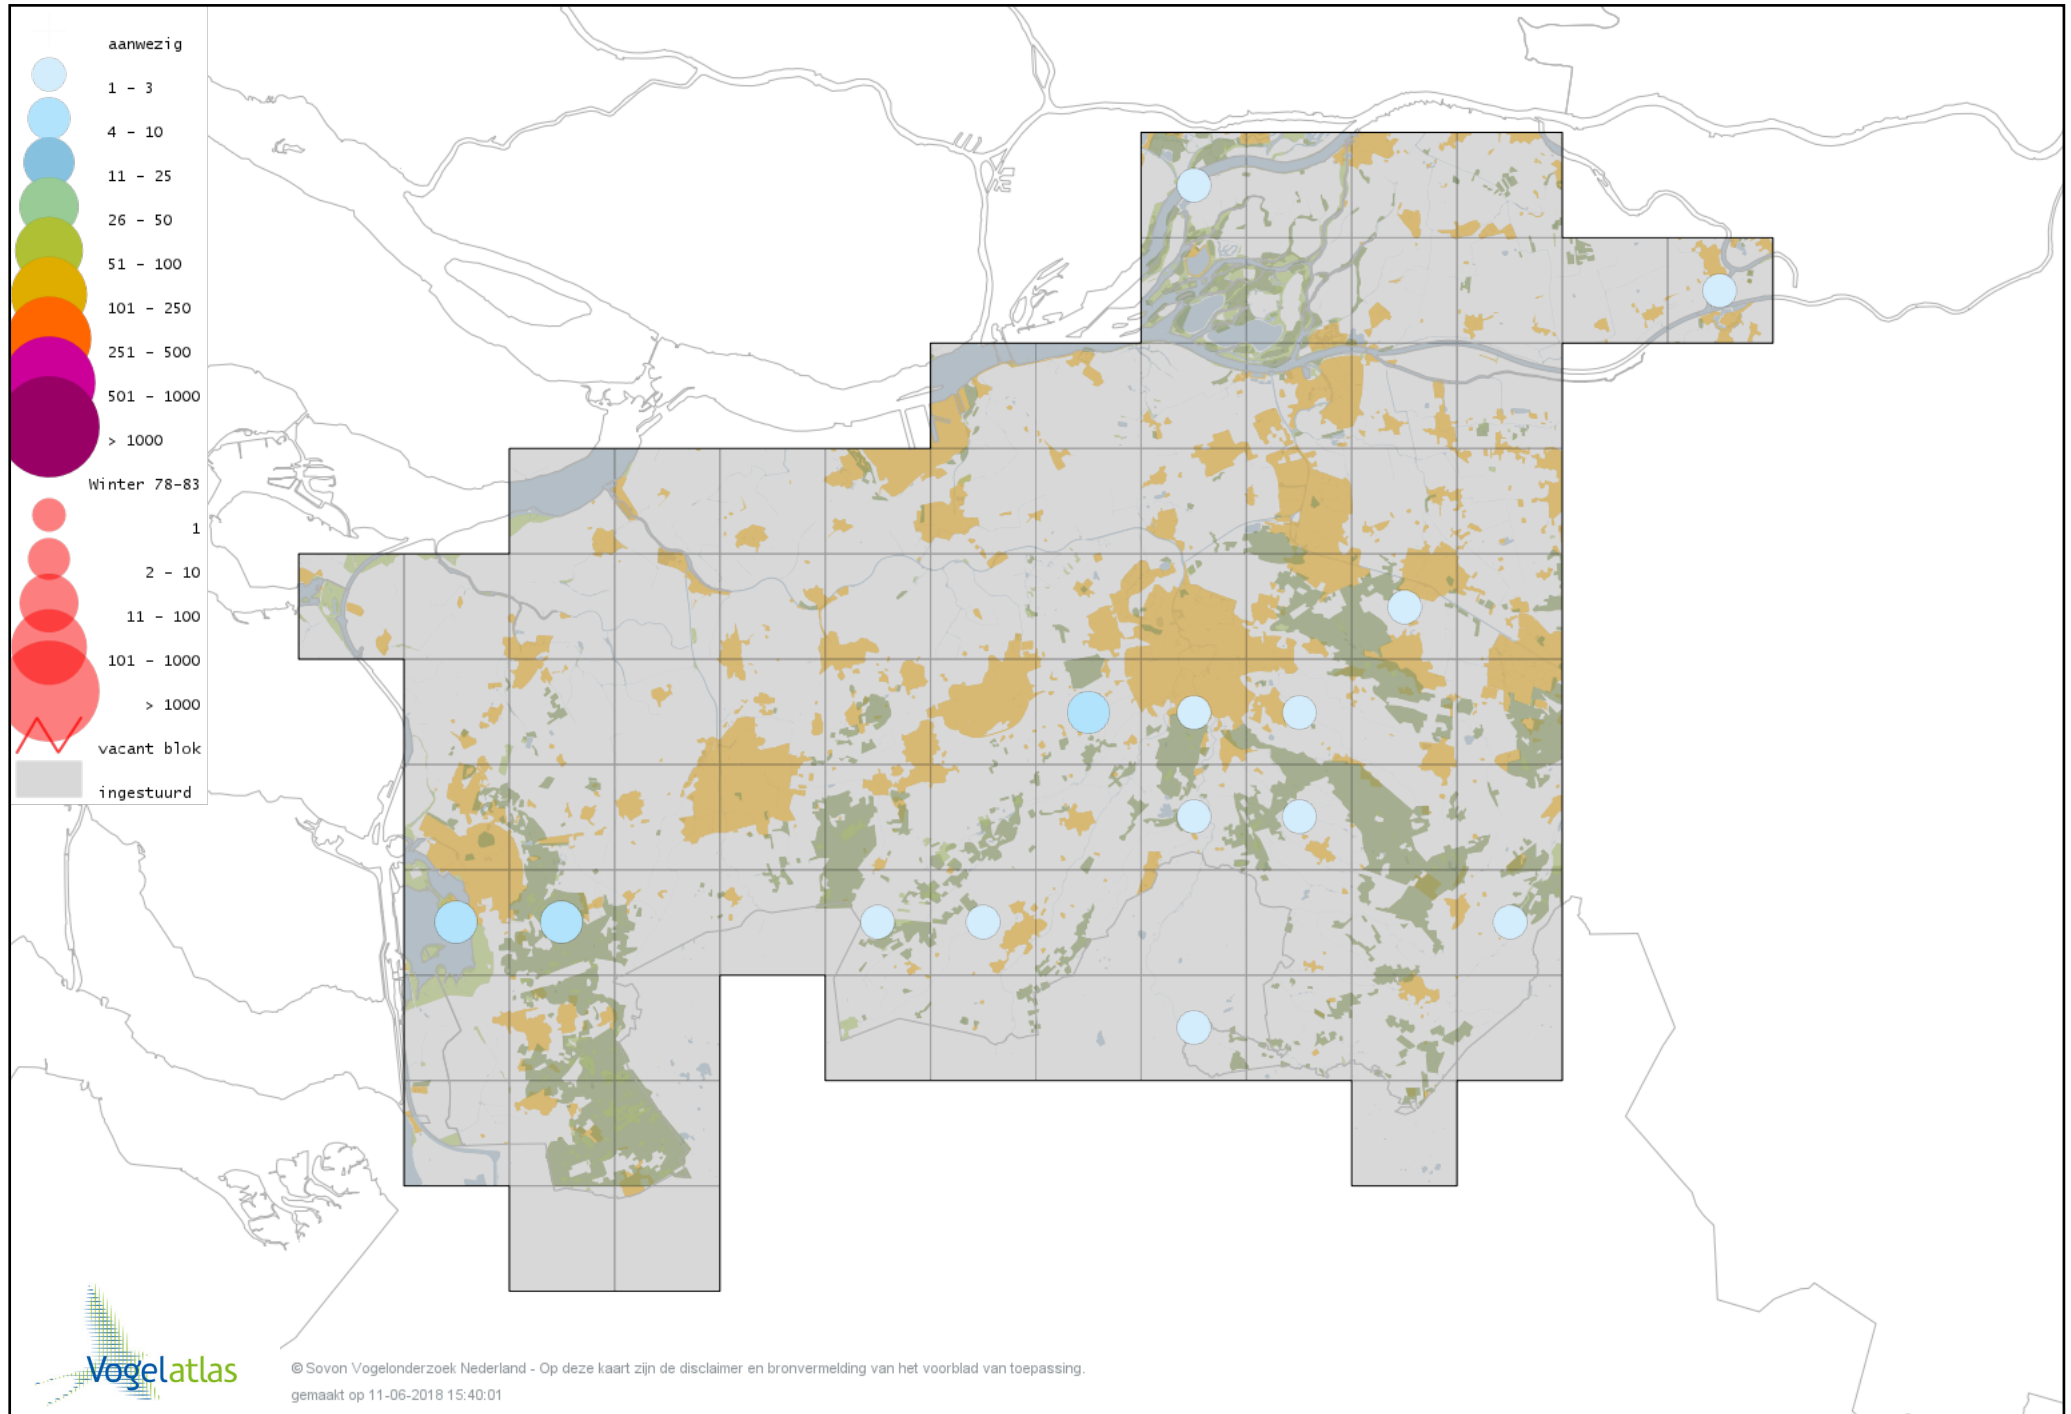 aanwezig
1 - 3
4 - 10
11 - 25
26 - 50
51 - 100
101 - 250
251 - 500
501 - 1000
> 1000
Winter 78-83
1
2 - 10
11 - 100
101 - 1000
> 1000
vacant blok
ingestuurd
Vogelatlas
© Sovon Vogelonderzoek Nederland - Op deze kaart zijn de disclaimer en bronvermelding van het voorblad van toepassing.
gemaakt op 11-06-2018 15:40:01